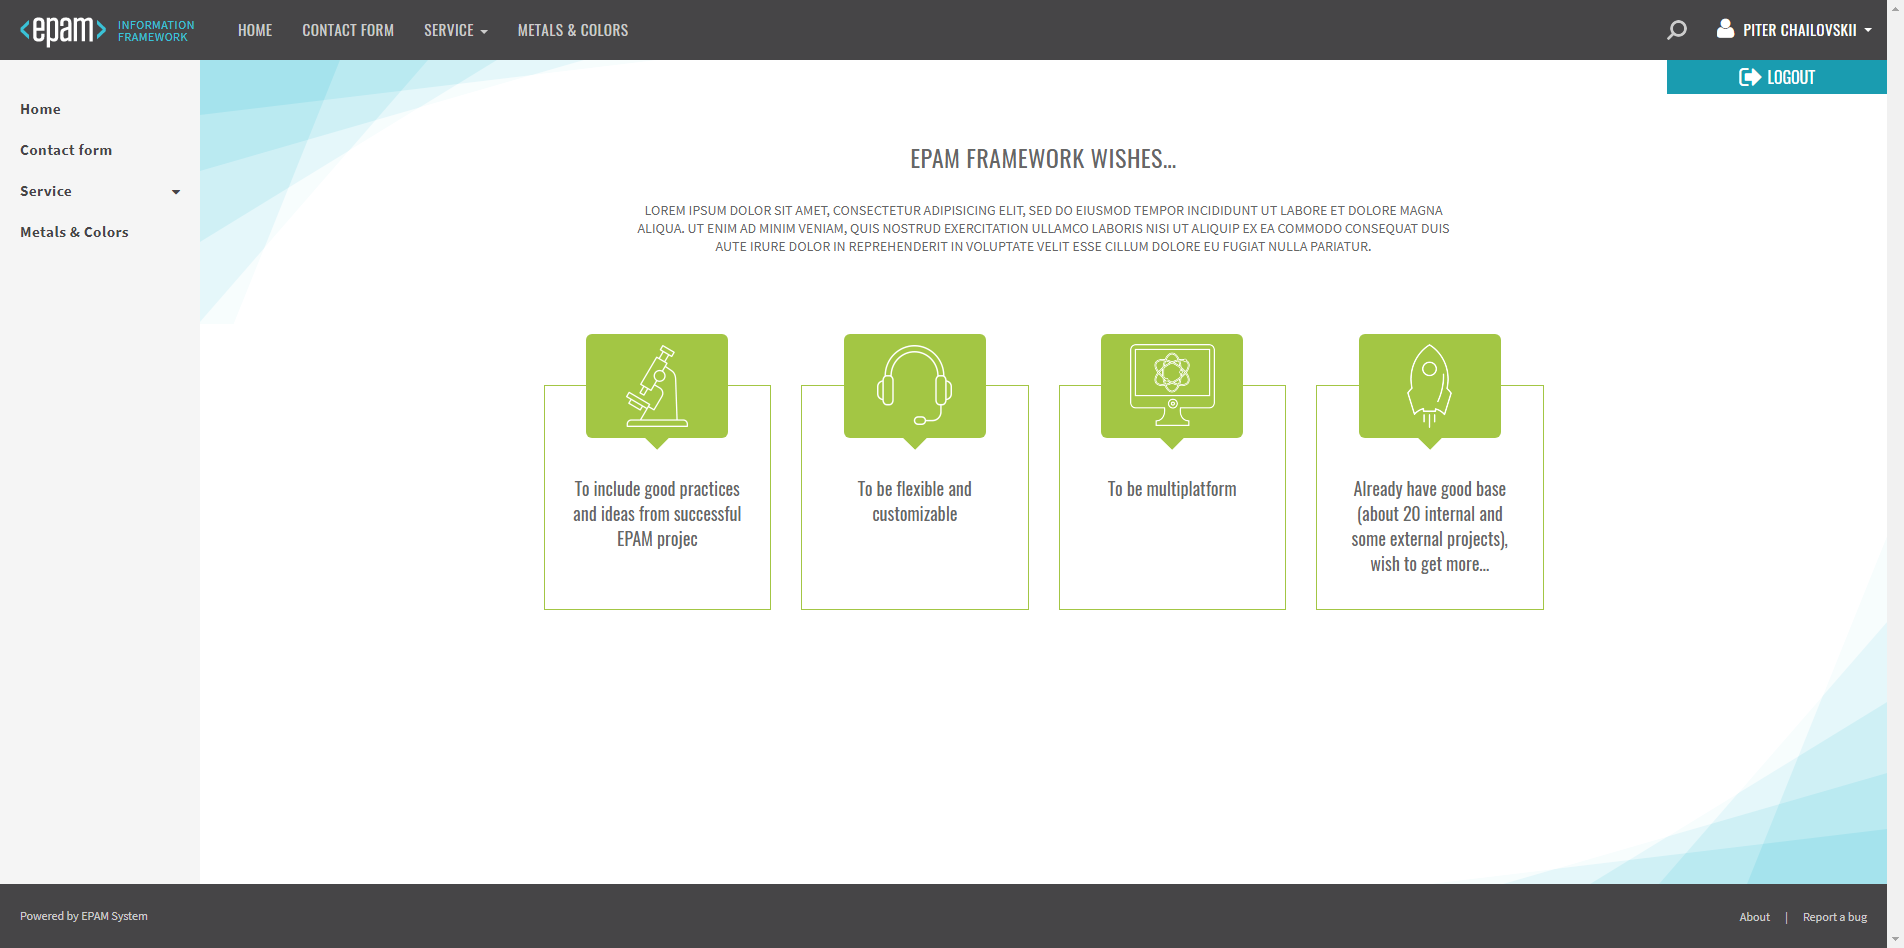 epam INFORMATION
FRAMEWORK
HOME CONTACT FORM SERVICE METALS & COLORS
PITER CHAILOVSKII
LOGOUT
Home
Contact form
Service
Metals & Colors
EPAM FRAMEWORK WISHES...
LOREM IPSUM DOLOR SIT AMET, CONSECTETUR ADIPISICING ELIT, SED DO EIUSMOD TEMPOR INCIDIDUNT UT LABORE ET DOLORE MAGNA
ALIQUA. UT ENIM AD MINIM VENIAM, QUIS NOSTRUD EXERCITATION ULLAMCO LABORIS NISI UT ALIQUIP EX EA COMMODO CONSEQUAT DUIS
AUTE IRURE DOLOR IN REPREHENDERIT IN VOLUPTATE VELIT ESSE CILLUM DOLORE EU FUGIAT NULLA PARIATUR.
To include good practices
and ideas from successful
EPAM projec
To be flexible and
customizable
To be multiplatform
Already have good base
(about 20 internal and
some external projects),
wish to get more...
Powered by EPAM System
About | Report a bug